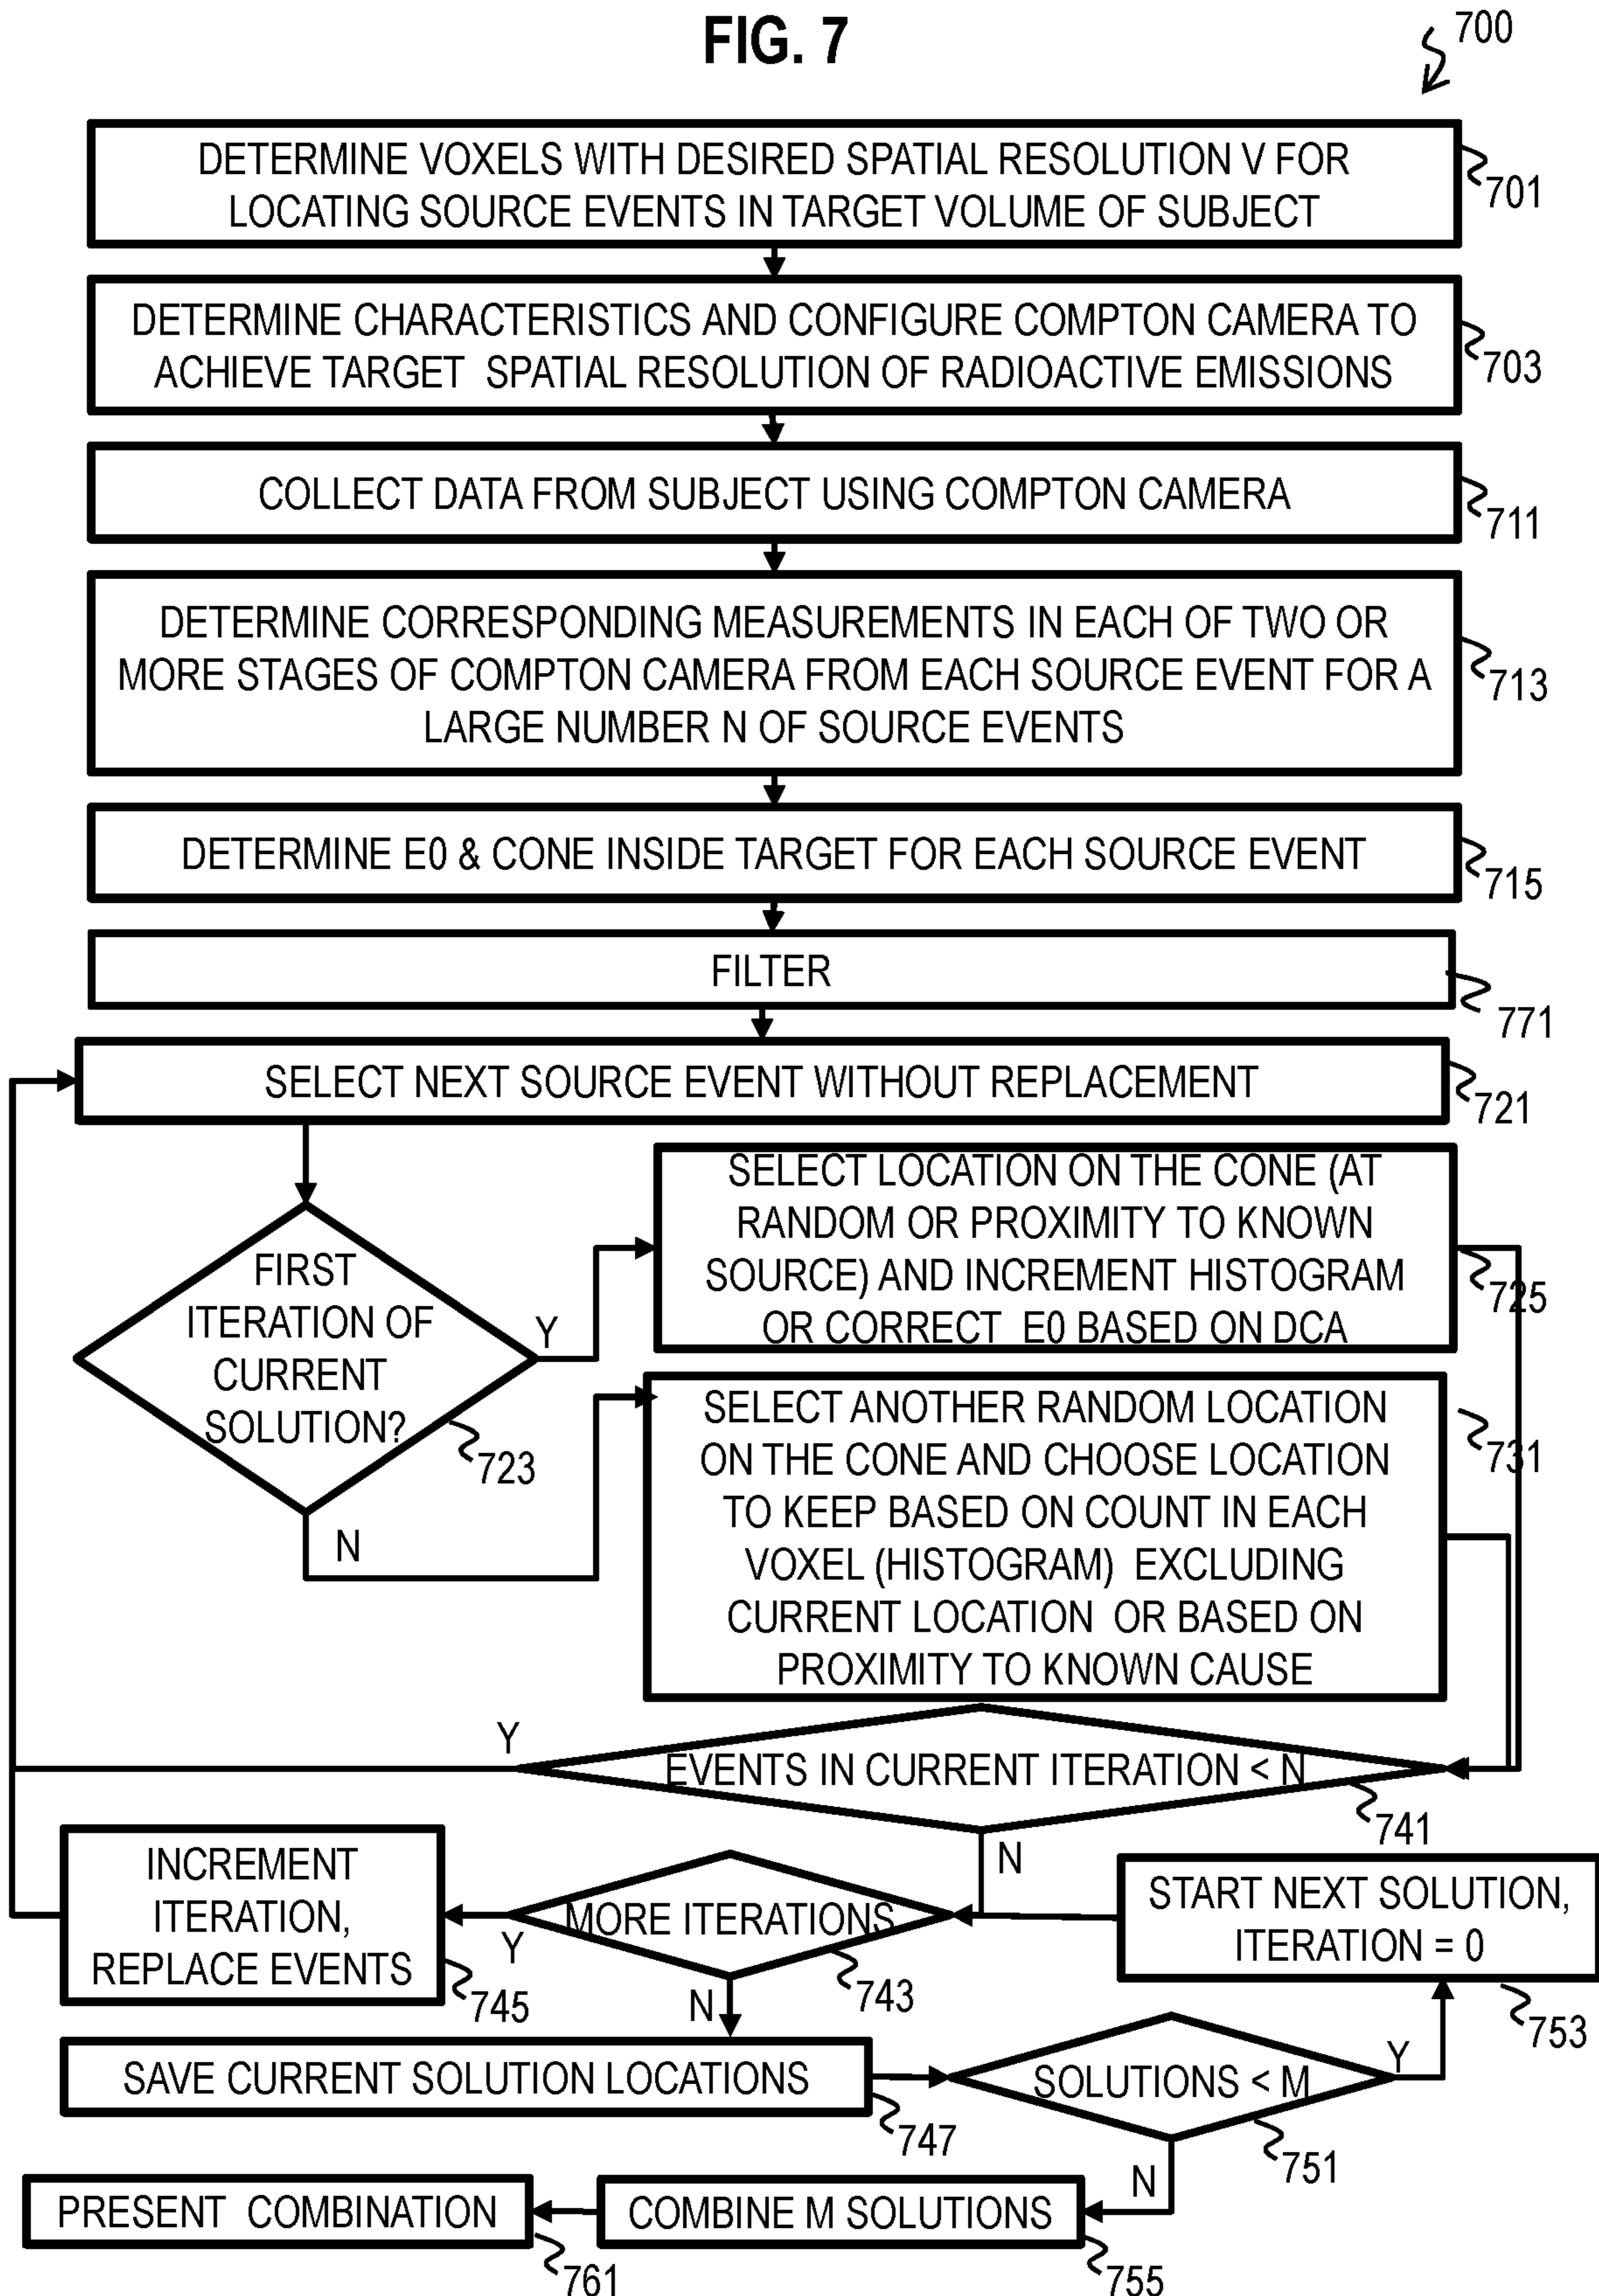 FIG. 7
700
DETERMINE VOXELS WITH DESIRED SPATIAL RESOLUTION V FOR
LOCATING SOURCE EVENTS IN TARGET VOLUME OF SUBJECT
701
DETERMINE CHARACTERISTICS AND CONFIGURE COMPTON CAMERA TO
ACHIEVE TARGET SPATIAL RESOLUTION OF RADIOACTIVE EMISSIONS
703
COLLECT DATA FROM SUBJECT USING COMPTON CAMERA
711
DETERMINE CORRESPONDING MEASUREMENTS IN EACH OF TWO OR
MORE STAGES OF COMPTON CAMERA FROM EACH SOURCE EVENT FOR A
LARGE NUMBER N OF SOURCE EVENTS
713
DETERMINE E0 & CONE INSIDE TARGET FOR EACH SOURCE EVENT
715
FILTER
771
SELECT NEXT SOURCE EVENT WITHOUT REPLACEMENT
721
FIRST
ITERATION OF
CURRENT
SOLUTION?
723
Y
N
SELECT LOCATION ON THE CONE (AT
RANDOM OR PROXIMITY TO KNOWN
SOURCE) AND INCREMENT HISTOGRAM
OR CORRECT E0 BASED ON DCA
725
SELECT ANOTHER RANDOM LOCATION
ON THE CONE AND CHOOSE LOCATION
TO KEEP BASED ON COUNT IN EACH
VOXEL (HISTOGRAM) EXCLUDING
CURRENT LOCATION OR BASED ON
PROXIMITY TO KNOWN CAUSE
731
Y
EVENTS IN CURRENT ITERATION < N
741
N
INCREMENT
ITERATION,
REPLACE EVENTS
745
Y
MORE ITERATIONS
743
N
START NEXT SOLUTION,
ITERATION = 0
753
SAVE CURRENT SOLUTION LOCATIONS
747
SOLUTIONS < M
Y
751
N
PRESENT COMBINATION
761
COMBINE M SOLUTIONS
755